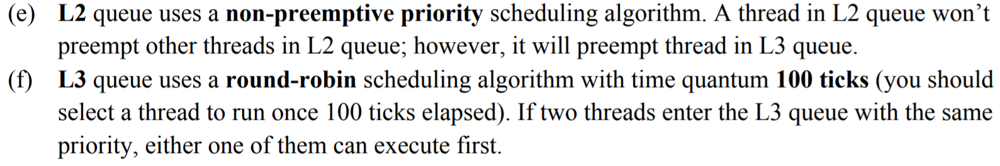 (e) L2 queue uses a non-preemptive priority scheduling algorithm. A thread in L2 queue won’t
preempt other threads in L2 queue; however, it will preempt thread in L3 queue.
(f) L3 queue uses a round-robin scheduling algorithm with time quantum 100 ticks (you should
select a thread to run once 100 ticks elapsed). If two threads enter the L3 queue with the same
priority, either one of them can execute first.